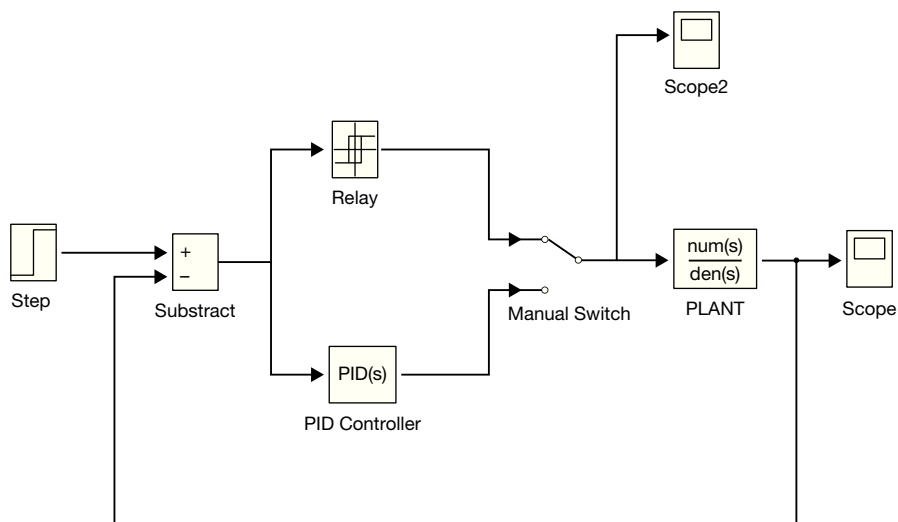 Scope2
Relay
Step
+
−
Substract
Manual Switch
num(s)
den(s)
PLANT
Scope
PID(s)
PID Controller